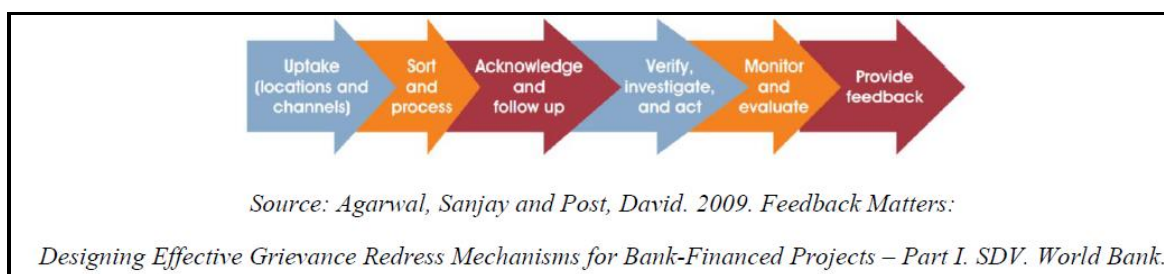 Uptake
(locations and
channels)
Sort
and
process
Acknowledge
and
follow up
Verify,
investigate,
and act
Monitor
and
evaluate
Provide
feedback
Source: Agarwal, Sanjay and Post, David. 2009. Feedback Matters:
Designing Effective Grievance Redress Mechanisms for Bank-Financed Projects – Part I. SDV. World Bank.